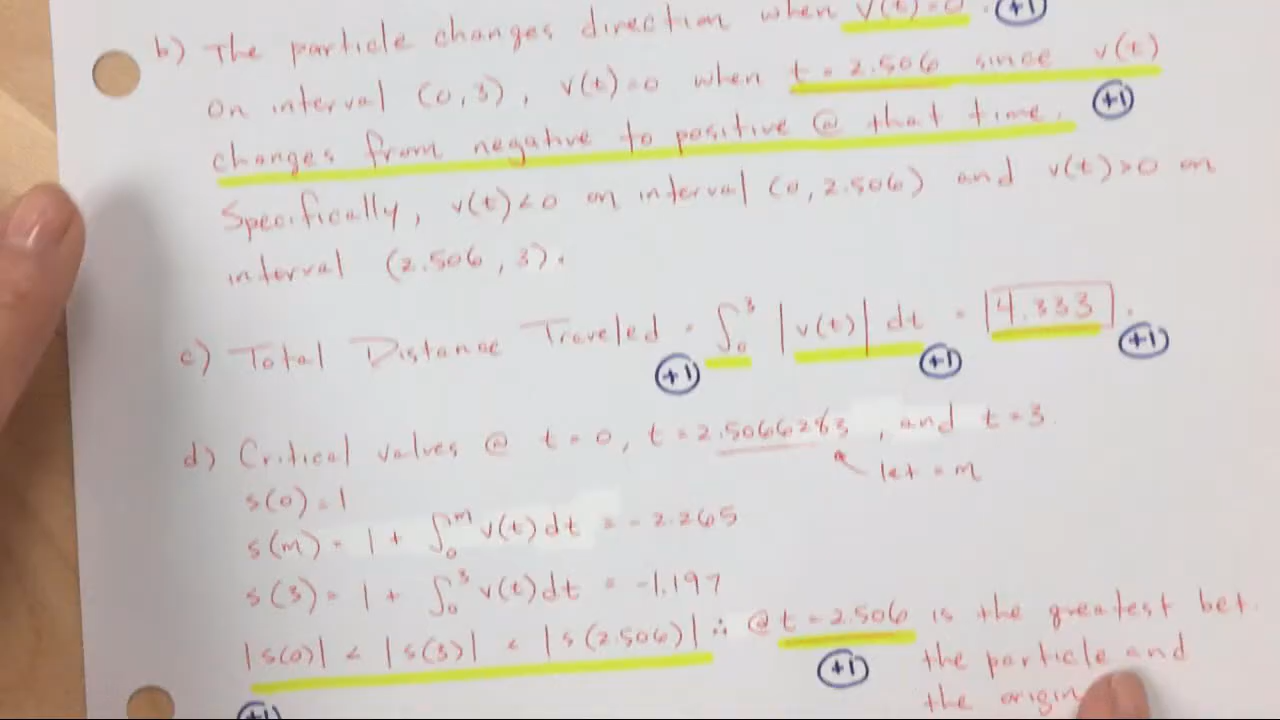 b) The particle changes direction when v(t)=0. +1
on interval (0,3), v(t)=0 when t = 2.506 since v(t)
changes from negative to positive @ that time. +1
Specifically, v(t)<0 on interval (0, 2.506) and v(t)>0 on
interval (2.506, 3).
c) Total Distance Traveled = ∫₀³ |v(t)| dt = 4.333.
+1 +1 +1
d) Critical values @ t=0, t=2.5066283, and t=3.
let = m
s(0)=1
s(m) = 1 + ∫₀ᵐ v(t)dt = -2.265
s(3) = 1 + ∫₀³ v(t)dt = -1.197
|s(0)| < |s(3)| < |s(2.506)| ∴ @ t=2.506 is the greatest bet.
+1 the particle and
+1 the origin